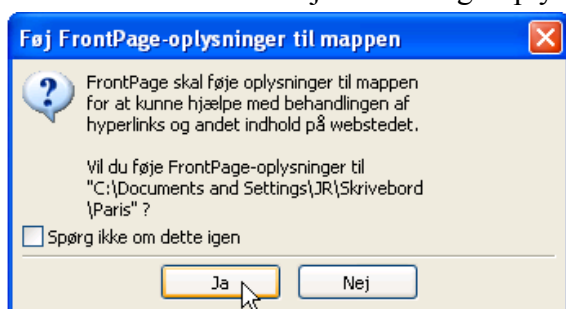 Føj FrontPage-oplysninger til mappen
FrontPage skal føje oplysninger til mappen
for at kunne hjælpe med behandlingen af
hyperlinks og andet indhold på webstedet.
Vil du føje FrontPage-oplysninger til
"C:\Documents and Settings\JR\Skrivebord
\Paris" ?
Spørg ikke om dette igen
Ja
Nej